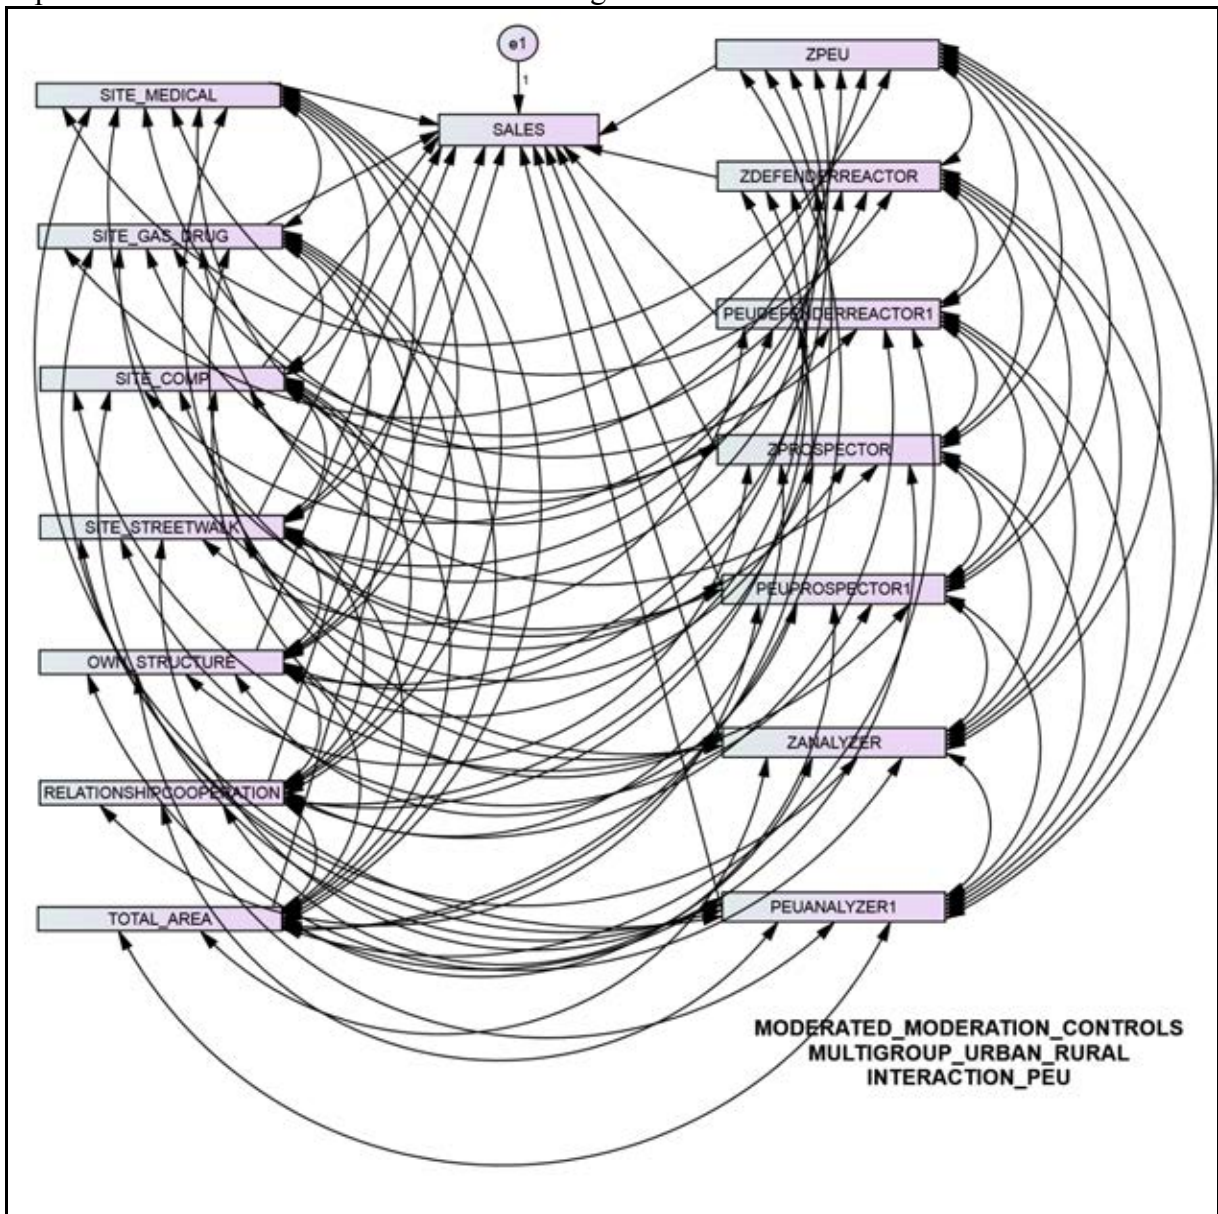 e1
1
SALES
SITE_MEDICAL
SITE_GAS_DRUG
SITE_COMP
SITE_STREETWALK
OWN_STRUCTURE
RELATIONSHIPCOOPERATION
TOTAL_AREA
ZPEU
ZDEFENDERREACTOR
PEUDEFENDERREACTOR1
ZPROSPECTOR
PEUPROSPECTOR1
ZANALYZER
PEUANALYZER1
MODERATED_MODERATION_CONTROLS
MULTIGROUP_URBAN_RURAL
INTERACTION_PEU